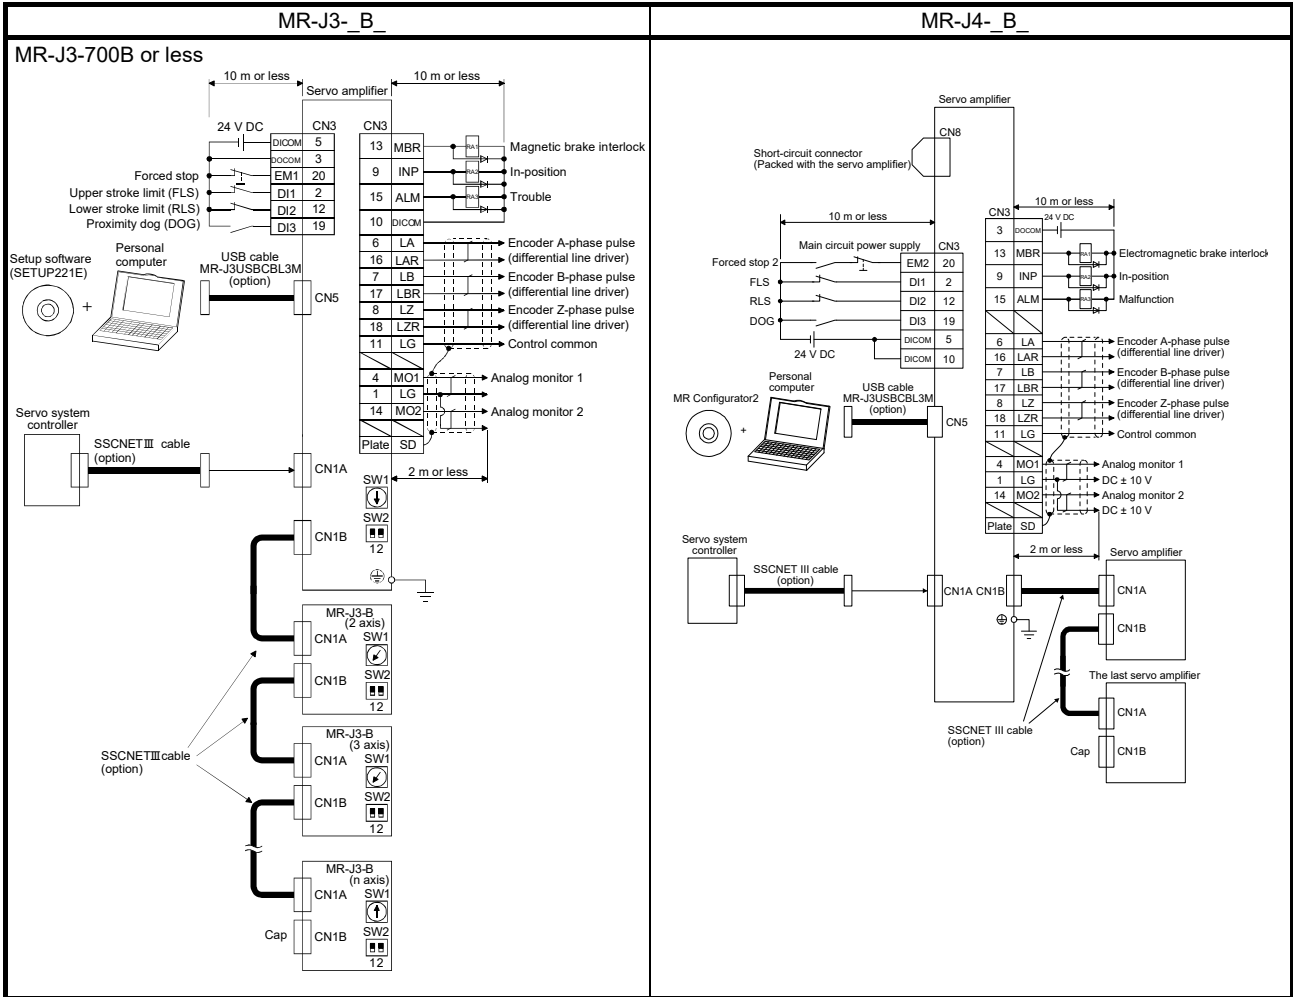 MR-J3-_B_
MR-J4-_B_
MR-J3-700B or less
10 m or less
10 m or less
Servo amplifier
24 V DC
CN3
CN3
DICOM 5
DOCOM 3
Forced stop EM1 20
Upper stroke limit (FLS) DI1 2
Lower stroke limit (RLS) DI2 12
Proximity dog (DOG) DI3 19
13 MBR RA1 Magnetic brake interlock
9 INP RA2 In-position
15 ALM RA3 Trouble
10 DICOM
6 LA Encoder A-phase pulse
16 LAR (differential line driver)
7 LB Encoder B-phase pulse
17 LBR (differential line driver)
8 LZ Encoder Z-phase pulse
18 LZR (differential line driver)
11 LG Control common
4 MO1 Analog monitor 1
1 LG
14 MO2 Analog monitor 2
Plate SD
2 m or less
Setup software
(SETUP221E)
+
Personal
computer
USB cable
MR-J3USBCBL3M
(option)
CN5
Servo system
controller
SSCNETⅢ cable
(option)
CN1A
SW1
SW2
12
CN1B
MR-J3-B
(2 axis)
CN1A
SW1
CN1B
SW2
12
MR-J3-B
(3 axis)
CN1A
SW1
CN1B
SW2
12
SSCNETⅢ cable
(option)
MR-J3-B
(n axis)
CN1A
SW1
Cap
CN1B
SW2
12
Servo amplifier
CN8
Short-circuit connector
(Packed with the servo amplifier)
10 m or less
10 m or less
Main circuit power supply
CN3
Forced stop 2 EM2 20
FLS DI1 2
RLS DI2 12
DOG DI3 19
DICOM 5
24 V DC
DICOM 10
CN3
24 V DC
3 DOCOM
13 MBR RA1 Electromagnetic brake interlock
9 INP RA2 In-position
15 ALM RA3 Malfunction
6 LA Encoder A-phase pulse
16 LAR (differential line driver)
7 LB Encoder B-phase pulse
17 LBR (differential line driver)
8 LZ Encoder Z-phase pulse
18 LZR (differential line driver)
11 LG Control common
4 MO1 Analog monitor 1
1 LG DC ± 10 V
14 MO2 Analog monitor 2
DC ± 10 V
Plate SD
2 m or less
MR Configurator2
+
Personal
computer
USB cable
MR-J3USBCBL3M
(option)
CN5
Servo system
controller
SSCNET III cable
(option)
CN1A
CN1B
Servo amplifier
CN1A
CN1B
The last servo amplifier
CN1A
Cap
CN1B
SSCNET III cable
(option)